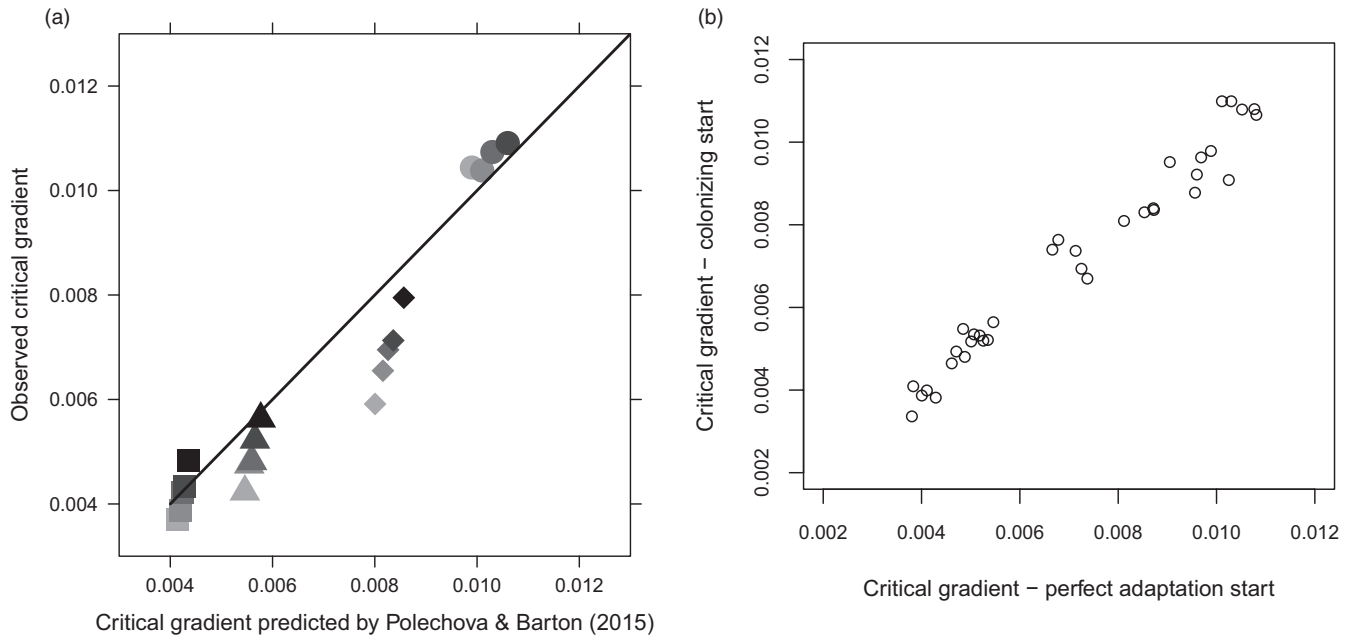 (a)
0.012
0.010
0.008
0.006
0.004
Observed critical gradient
0.004 0.006 0.008 0.010 0.012
Critical gradient predicted by Polechova & Barton (2015)
(b)
0.012
0.010
0.008
0.006
0.004
0.002
Critical gradient − colonizing start
0.002 0.004 0.006 0.008 0.010 0.012
Critical gradient − perfect adaptation start